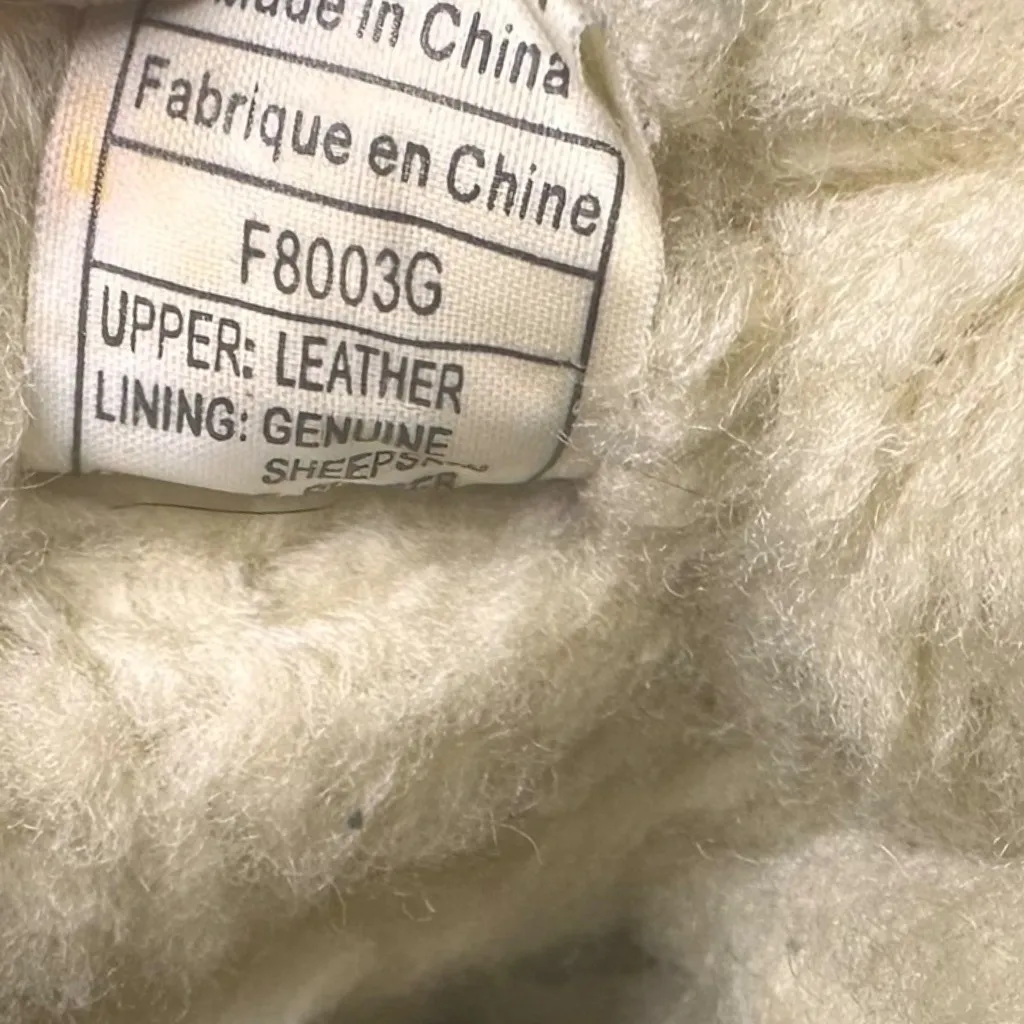 Made in China
Fabrique en Chine
F8003G
UPPER: LEATHER
LINING: GENUINE